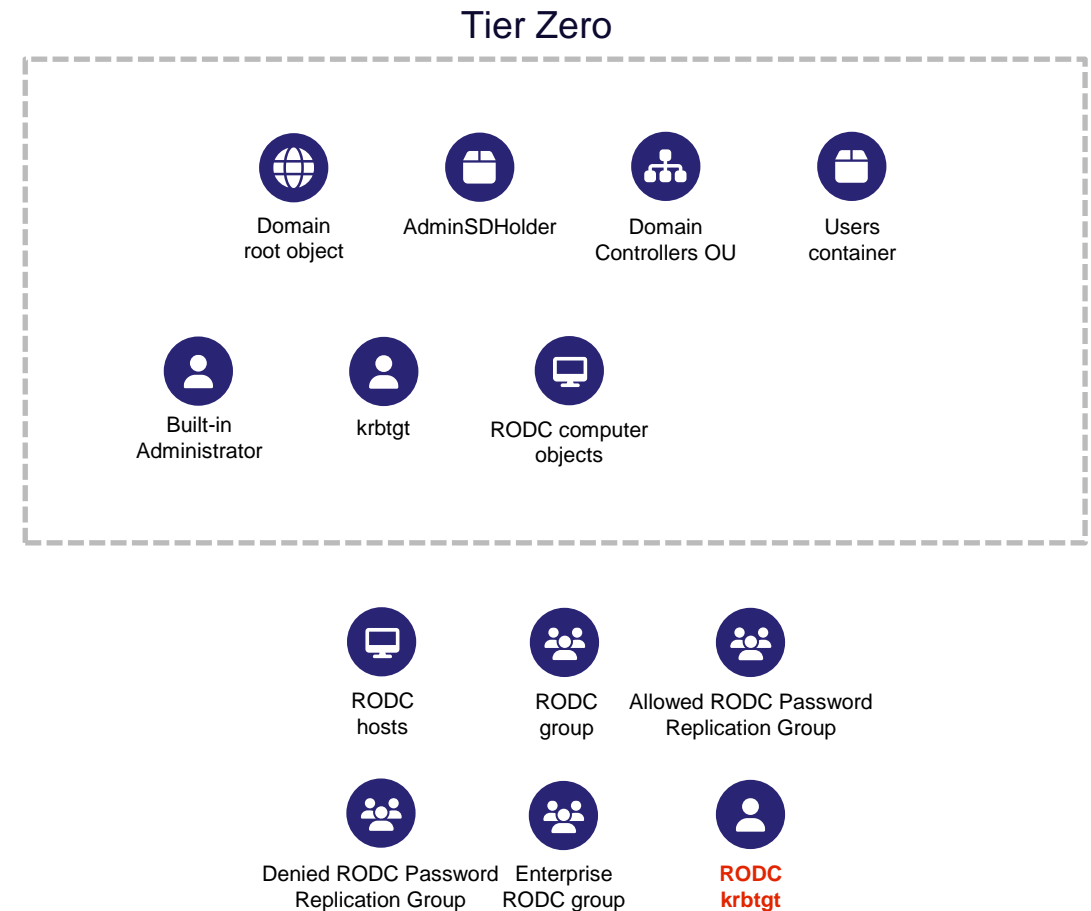 Tier Zero
Domain
root object
AdminSDHolder
Domain
Controllers OU
Users
container
Built-in
Administrator
krbtgt
RODC computer
objects
RODC
hosts
RODC
group
Allowed RODC Password
Replication Group
Denied RODC Password
Replication Group
Enterprise
RODC group
RODC
krbtgt